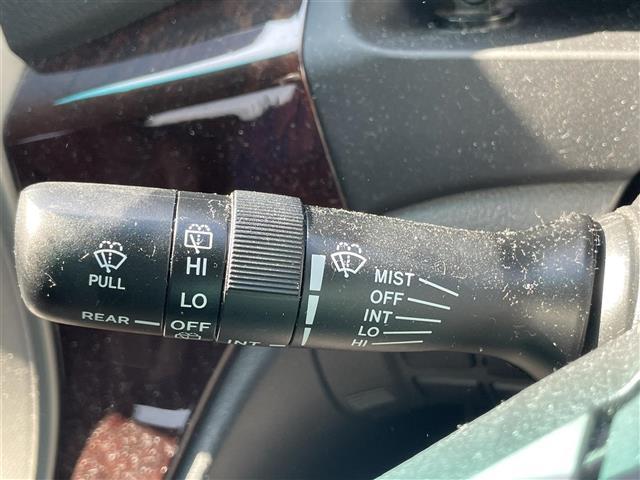 PULL
REAR
HI
LO
OFF
INT
MIST
OFF
INT
LO
HI